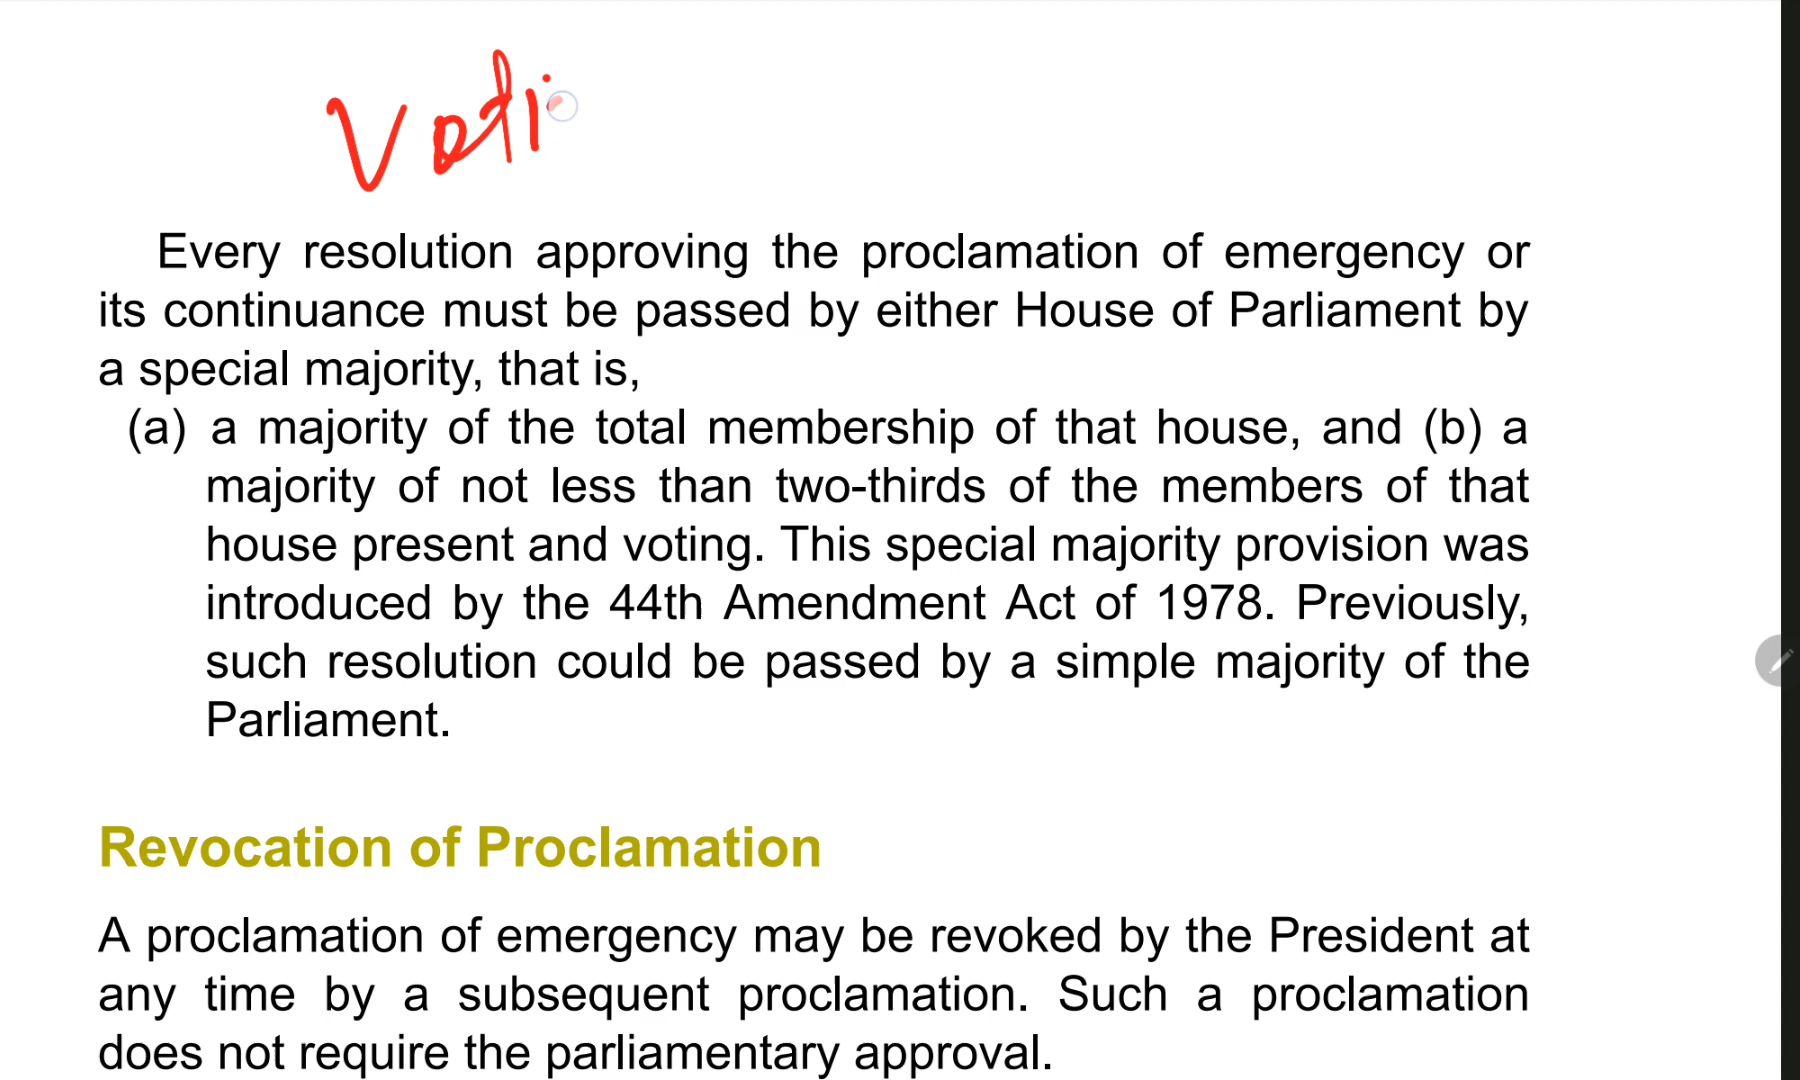 Voti
Every resolution approving the proclamation of emergency or
its continuance must be passed by either House of Parliament by
a special majority, that is,
(a) a majority of the total membership of that house, and (b) a
majority of not less than two-thirds of the members of that
house present and voting. This special majority provision was
introduced by the 44th Amendment Act of 1978. Previously,
such resolution could be passed by a simple majority of the
Parliament.
Revocation of Proclamation
A proclamation of emergency may be revoked by the President at
any time by a subsequent proclamation. Such a proclamation
does not require the parliamentary approval.